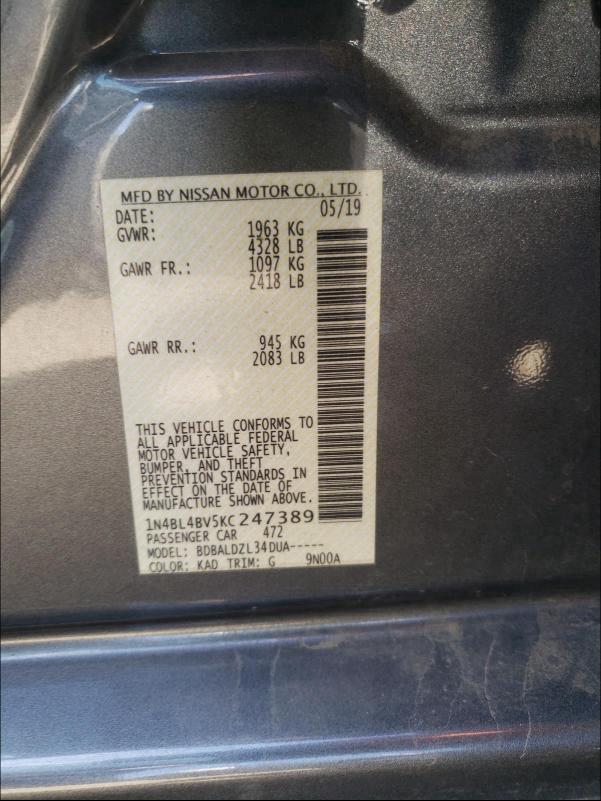 MFD BY NISSAN MOTOR CO., LTD.
DATE: 05/19
GVWR: 1963 KG
4328 LB
GAWR FR.: 1097 KG
2418 LB
GAWR RR.: 945 KG
2083 LB
THIS VEHICLE CONFORMS TO
ALL APPLICABLE FEDERAL
MOTOR VEHICLE SAFETY,
BUMPER, AND THEFT
PREVENTION STANDARDS IN
EFFECT ON THE DATE OF
MANUFACTURE SHOWN ABOVE.
1N4BL4BV5KC247389
PASSENGER CAR 472
MODEL: BDBALDZL34DUA-----
COLOR: KAD TRIM: G 9N00A